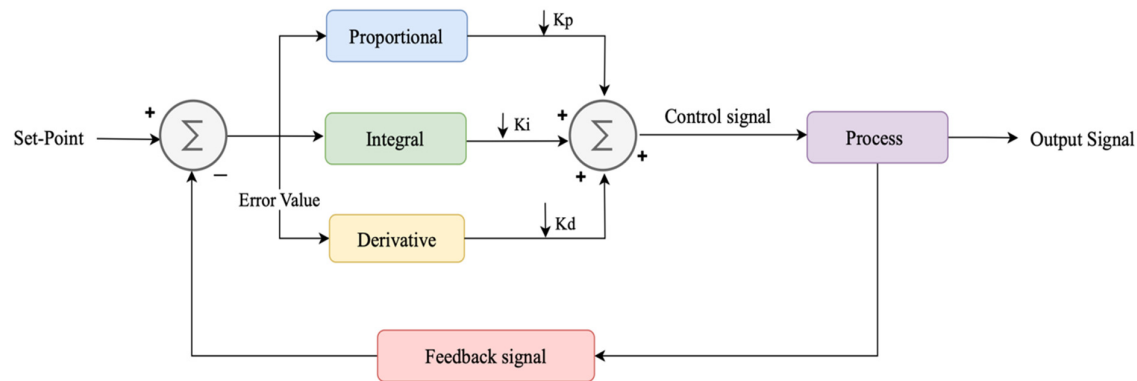 Proportional
Kp
+
+
Set-Point
Σ
Integral
Ki
Σ
Control signal
Process
Output Signal
+
+
−
Error Value
Derivative
Kd
Feedback signal